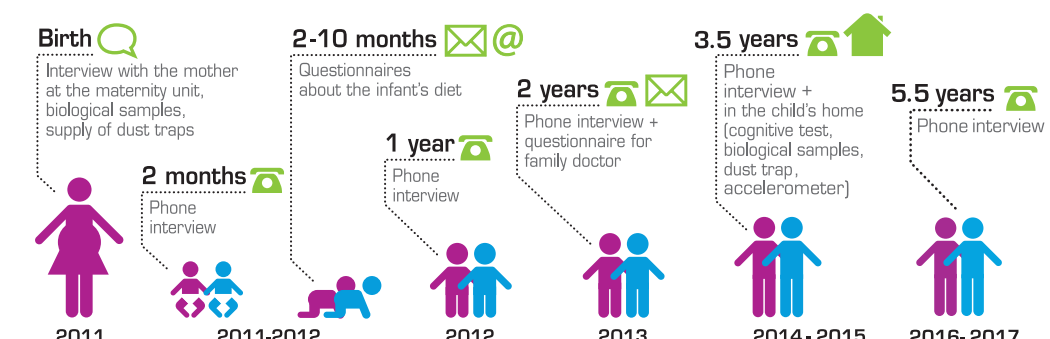 Birth
Interview with the mother
at the maternity unit,
biological samples,
supply of dust traps
2 months
Phone
interview
2-10 months
@
Questionnaires
about the infant's diet
1 year
Phone
interview
2 years
Phone interview +
questionnaire for
family doctor
3.5 years
Phone
interview +
in the child's home
(cognitive test,
biological samples,
dust trap,
accelerometer)
5.5 years
Phone interview
2011
2011-2012
2012
2013
2014-2015
2016-2017